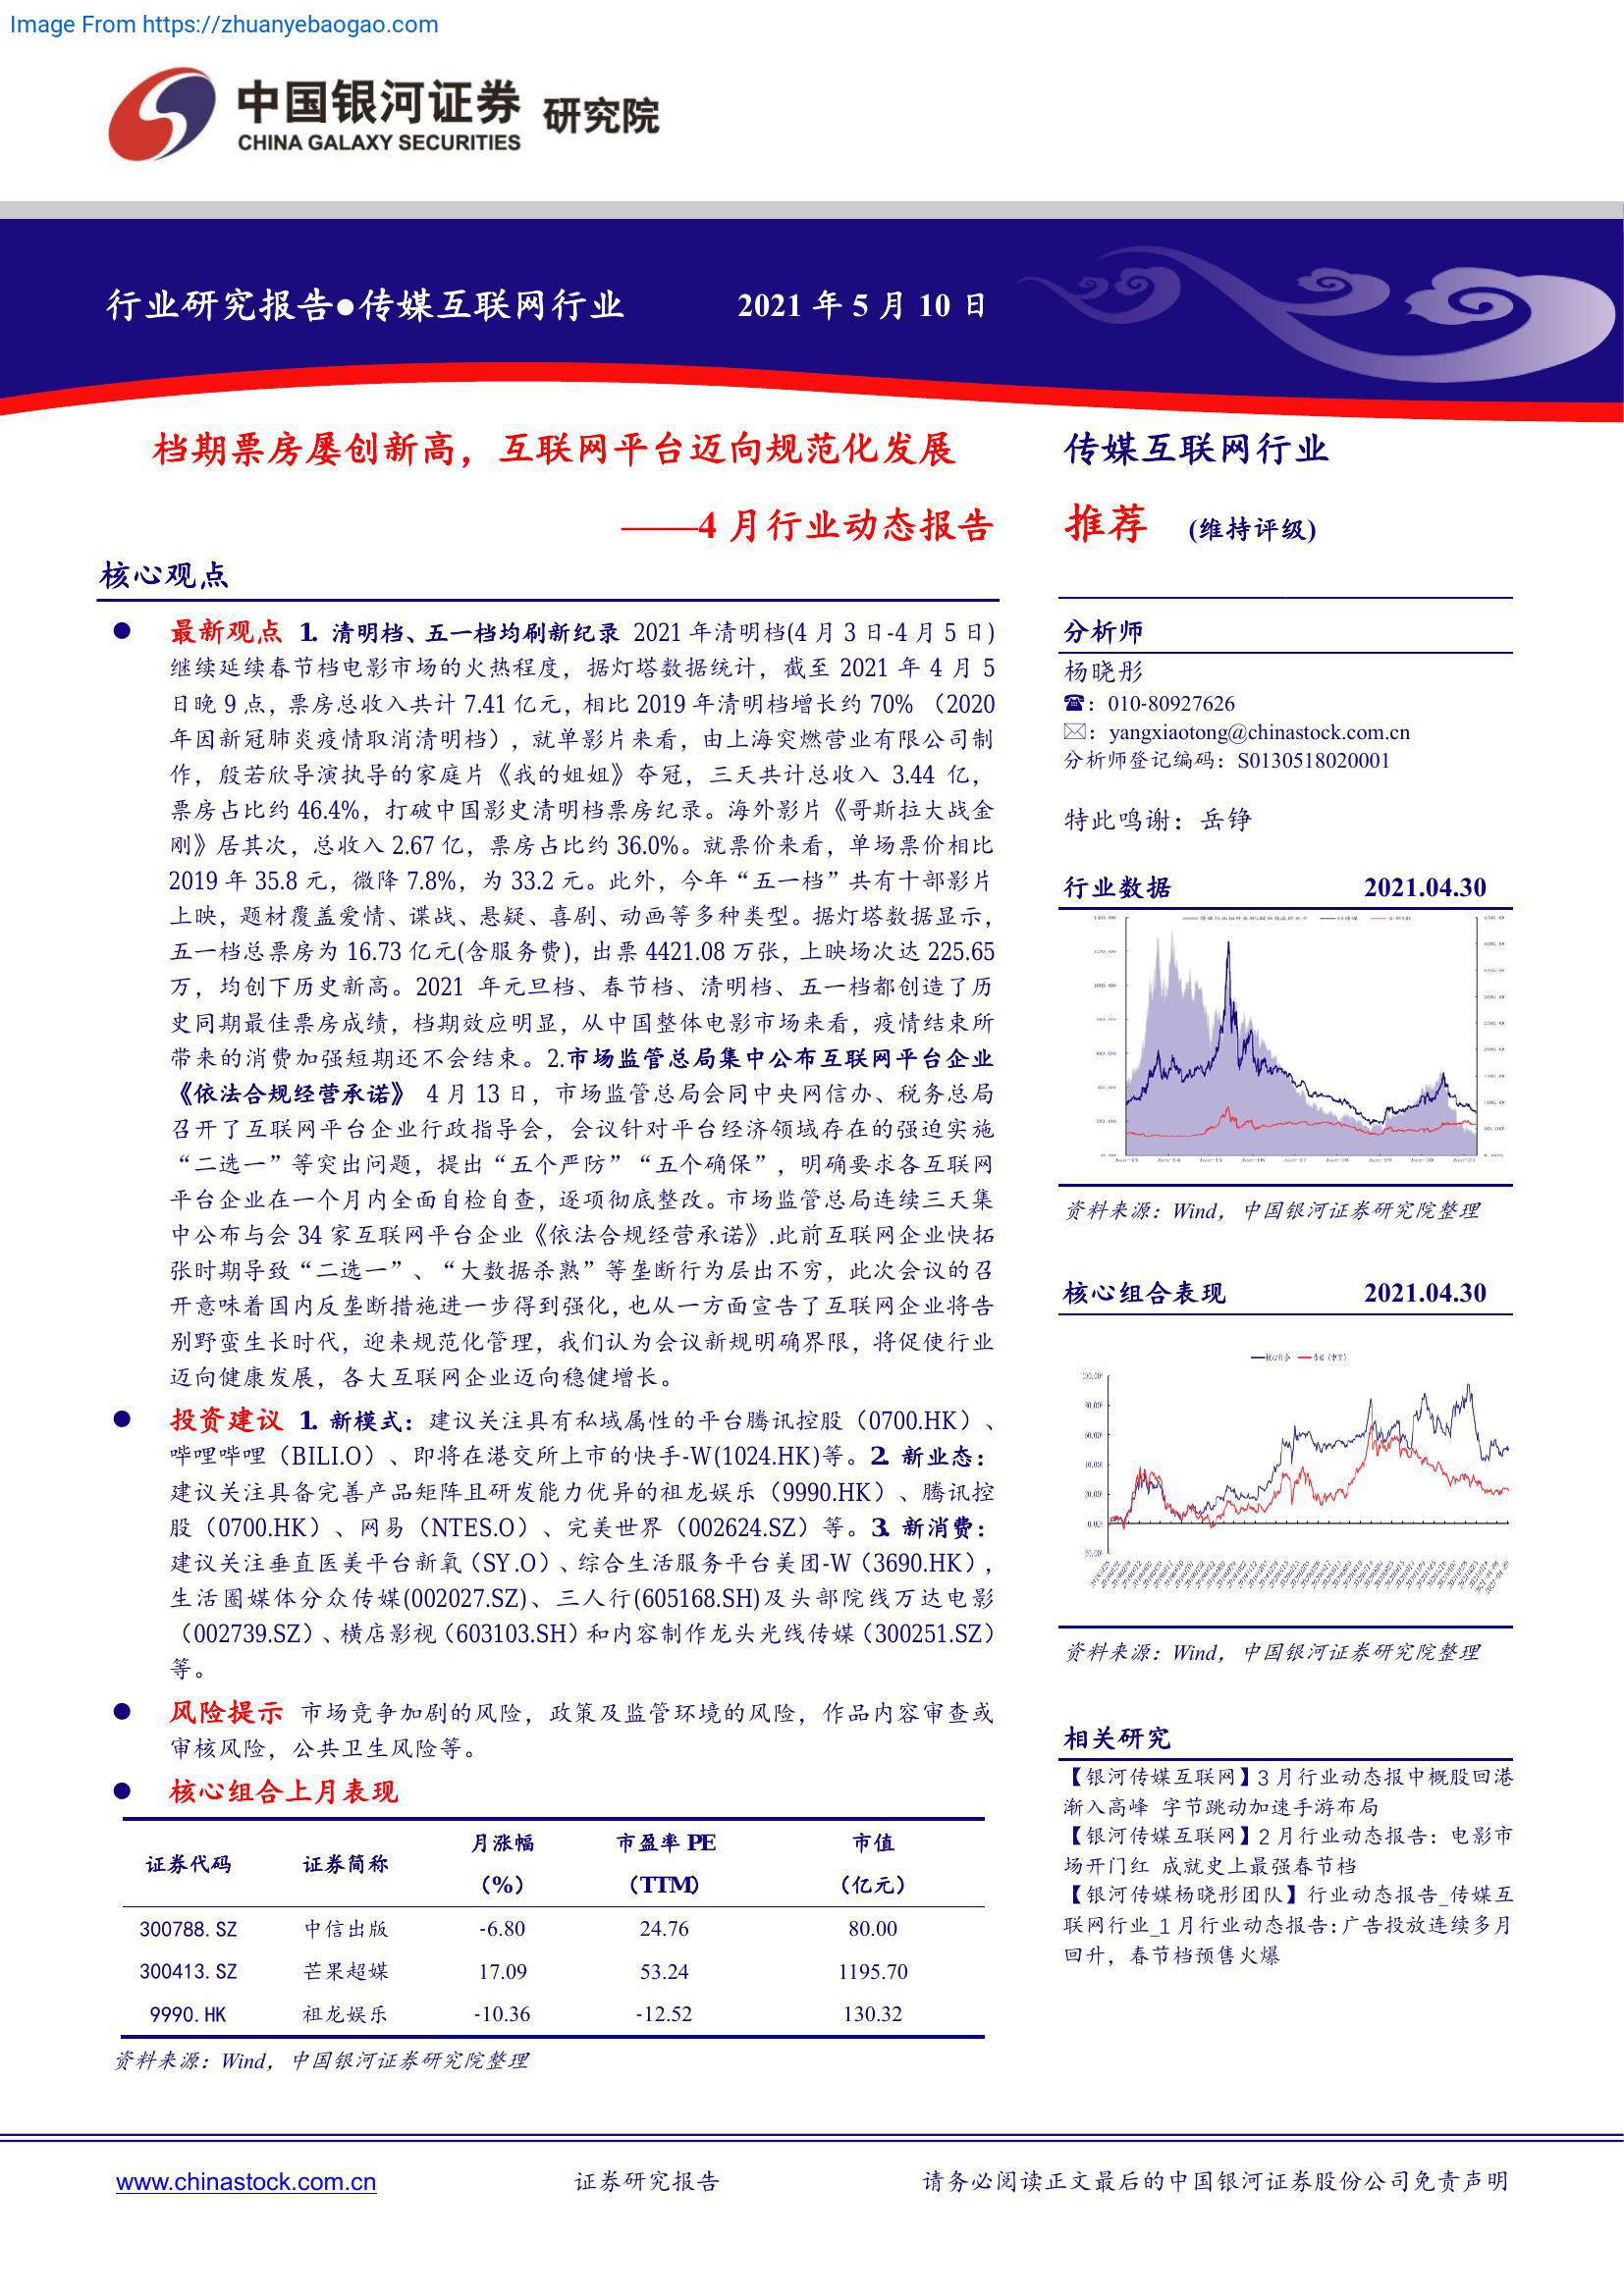 Image From https://zhuanyebaogao.com
中国银河证券 研究院
CHINA GALAXY SECURITIES
行业研究报告●传媒互联网行业 2021 年 5 月 10 日
档期票房屡创新高，互联网平台迈向规范化发展
——4 月行业动态报告
核心观点
● 最新观点 1. 清明档、五一档均刷新纪录 2021 年清明档(4 月 3 日-4 月 5 日)
继续延续春节档电影市场的火热程度，据灯塔数据统计，截至 2021 年 4 月 5
日晚 9 点，票房总收入共计 7.41 亿元，相比 2019 年清明档增长约 70% （2020
年因新冠肺炎疫情取消清明档），就单影片来看，由上海突燃营业有限公司制
作，殷若欣导演执导的家庭片《我的姐姐》夺冠，三天共计总收入 3.44 亿，
票房占比约 46.4%，打破中国影史清明档票房纪录。海外影片《哥斯拉大战金
刚》居其次，总收入 2.67 亿，票房占比约 36.0%。就票价来看，单场票价相比
2019 年 35.8 元，微降 7.8%，为 33.2 元。此外，今年“五一档”共有十部影片
上映，题材覆盖爱情、谍战、悬疑、喜剧、动画等多种类型。据灯塔数据显示，
五一档总票房为 16.73 亿元(含服务费)，出票 4421.08 万张，上映场次达 225.65
万，均创下历史新高。2021 年元旦档、春节档、清明档、五一档都创造了历
史同期最佳票房成绩，档期效应明显，从中国整体电影市场来看，疫情结束所
带来的消费加强短期还不会结束。2.市场监管总局集中公布互联网平台企业
《依法合规经营承诺》 4 月 13 日，市场监管总局会同中央网信办、税务总局
召开了互联网平台企业行政指导会，会议针对平台经济领域存在的强迫实施
“二选一”等突出问题，提出“五个严防”“五个确保”，明确要求各互联网
平台企业在一个月内全面自检自查，逐项彻底整改。市场监管总局连续三天集
中公布与会 34 家互联网平台企业《依法合规经营承诺》.此前互联网企业快拓
张时期导致“二选一”、“大数据杀熟”等垄断行为层出不穷，此次会议的召
开意味着国内反垄断措施进一步得到强化，也从一方面宣告了互联网企业将告
别野蛮生长时代，迎来规范化管理，我们认为会议新规明确界限，将促使行业
迈向健康发展，各大互联网企业迈向稳健增长。
● 投资建议 1. 新模式：建议关注具有私域属性的平台腾讯控股（0700.HK）、
哔哩哔哩（BILI.O）、即将在港交所上市的快手-W(1024.HK)等。2. 新业态：
建议关注具备完善产品矩阵且研发能力优异的祖龙娱乐（9990.HK）、腾讯控
股（0700.HK）、网易（NTES.O）、完美世界（002624.SZ）等。3. 新消费：
建议关注垂直医美平台新氧（SY.O）、综合生活服务平台美团-W（3690.HK），
生活圈媒体分众传媒(002027.SZ)、三人行(605168.SH)及头部院线万达电影
（002739.SZ）、横店影视（603103.SH）和内容制作龙头光线传媒（300251.SZ）
等。
● 风险提示 市场竞争加剧的风险，政策及监管环境的风险，作品内容审查或
审核风险，公共卫生风险等。
● 核心组合上月表现
证券代码 证券简称 月涨幅（%） 市盈率 PE（TTM） 市值（亿元）
300788.SZ 中信出版 -6.80 24.76 80.00
300413.SZ 芒果超媒 17.09 53.24 1195.70
9990.HK 祖龙娱乐 -10.36 -12.52 130.32
资料来源：Wind，中国银河证券研究院整理
传媒互联网行业
推荐 (维持评级)
分析师
杨晓彤
☎：010-80927626
✉：yangxiaotong@chinastock.com.cn
分析师登记编码：S0130518020001
特此鸣谢：岳铮
行业数据 2021.04.30
资料来源：Wind，中国银河证券研究院整理
核心组合表现 2021.04.30
资料来源：Wind，中国银河证券研究院整理
相关研究
【银河传媒互联网】3 月行业动态报中概股回港
渐入高峰 字节跳动加速手游布局
【银河传媒互联网】2 月行业动态报告：电影市
场开门红 成就史上最强春节档
【银河传媒杨晓彤团队】行业动态报告_传媒互
联网行业_1 月行业动态报告：广告投放连续多月
回升，春节档预售火爆
www.chinastock.com.cn 证券研究报告 请务必阅读正文最后的中国银河证券股份公司免责声明